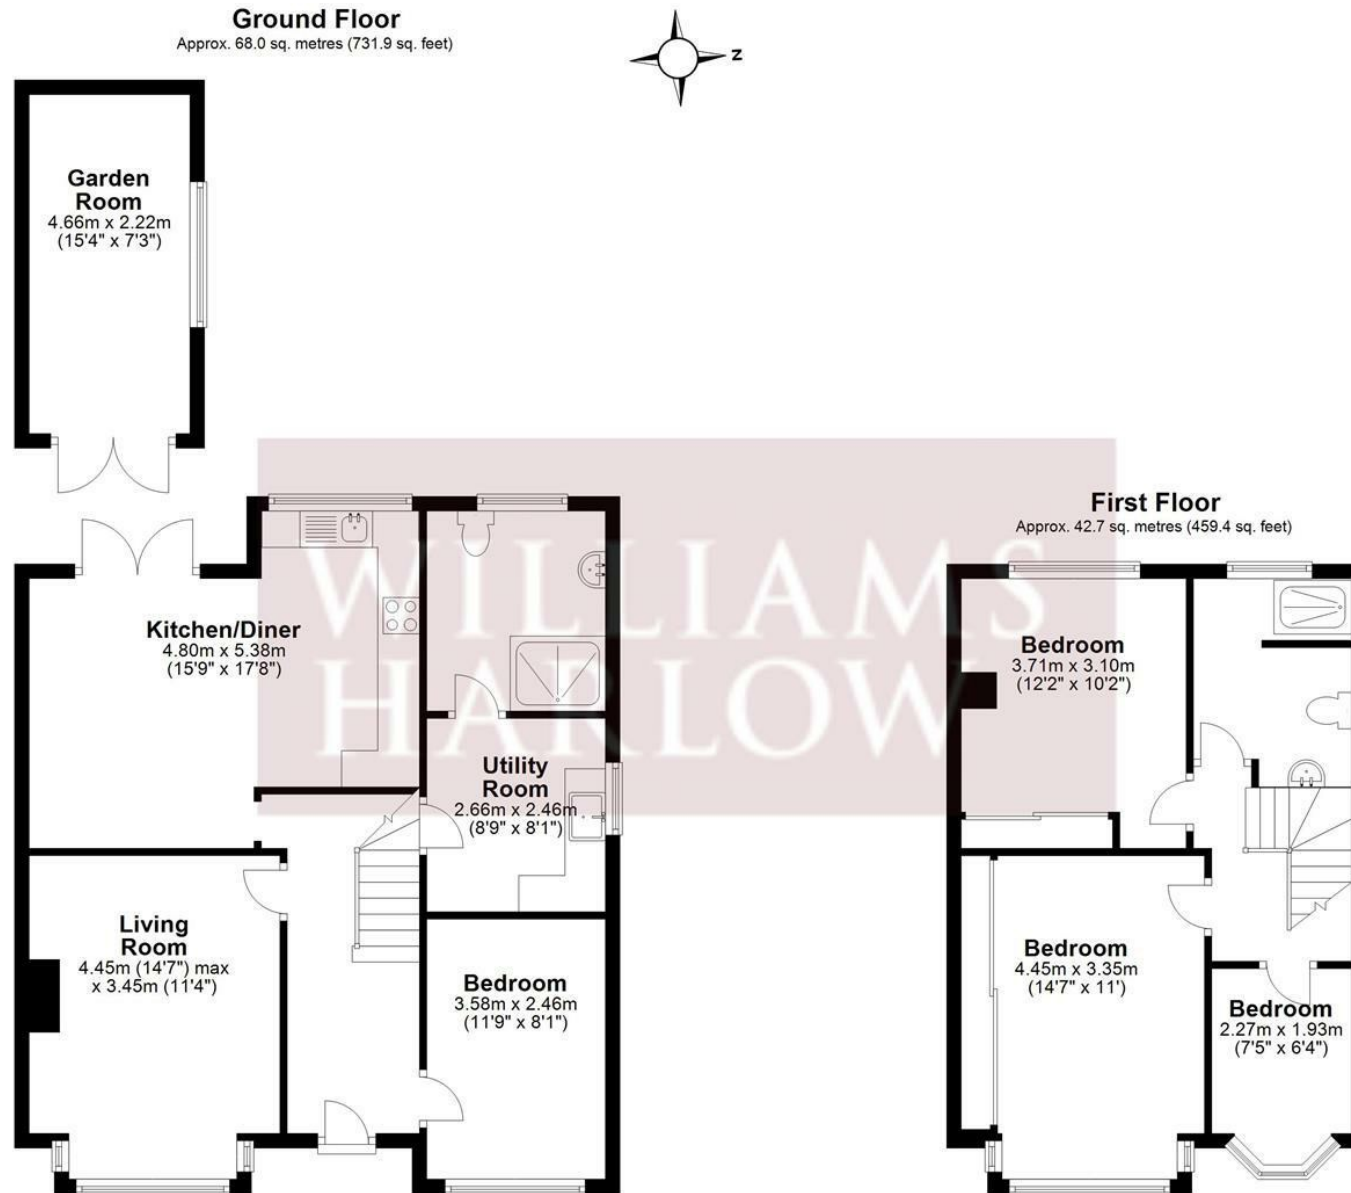 Ground Floor
Approx. 68.0 sq. metres (731.9 sq. feet)
Z
Garden
Room
4.66m x 2.22m
(15'4" x 7'3")
Kitchen/Diner
4.80m x 5.38m
(15'9" x 17'8")
Utility
Room
2.66m x 2.46m
(8'9" x 8'1")
Living
Room
4.45m (14'7") max
x 3.45m (11'4")
Bedroom
3.58m x 2.46m
(11'9" x 8'1")
WILLIAMS
HARLOW
First Floor
Approx. 42.7 sq. metres (459.4 sq. feet)
Bedroom
3.71m x 3.10m
(12'2" x 10'2")
Bedroom
4.45m x 3.35m
(14'7" x 11')
Bedroom
2.27m x 1.93m
(7'5" x 6'4")